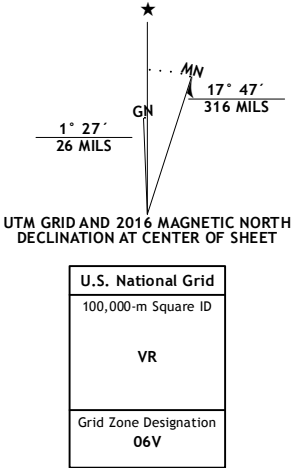 MN
GN
17° 47´
316 MILS
1° 27´
26 MILS
UTM GRID AND 2016 MAGNETIC NORTH
DECLINATION AT CENTER OF SHEET
U.S. National Grid
100,000-m Square ID
VR
Grid Zone Designation
06V